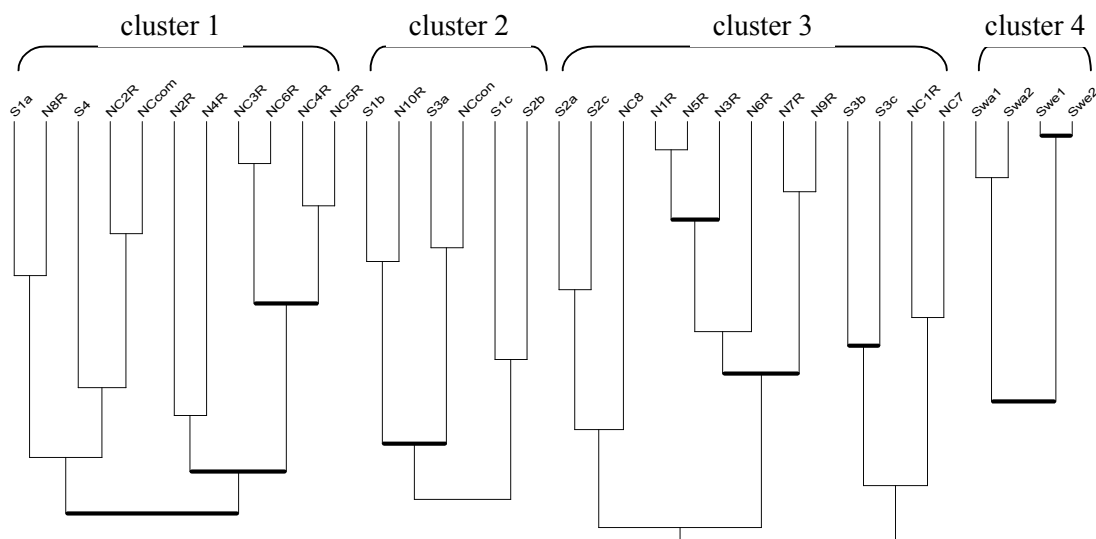 cluster 1 cluster 2 cluster 3 cluster 4
S1a N8R S4 NC2R NCcom N2R N4R NC3R NC6R NC4R NC5R S1b N10R S3a NCcon S1c S2b S2a S2c NC8 N1R N5R N3R N6R N7R N9R S3b S3c NC1R NC7 Swa1 Swa2 Swe1 Swe2